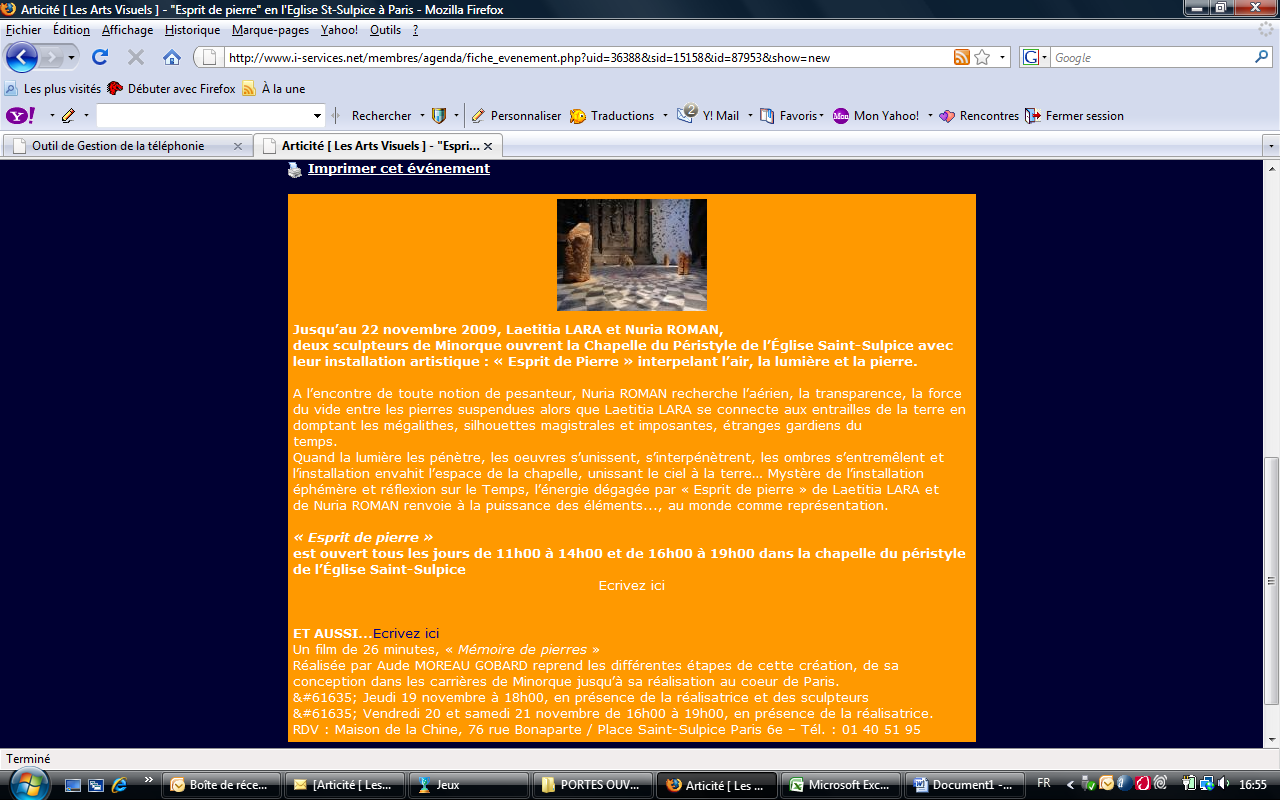 Articité [ Les Arts Visuels ] - "Esprit de pierre" en l'Eglise St-Sulpice à Paris - Mozilla Firefox
Fichier Édition Affichage Historique Marque-pages Yahoo! Outils ?
http://www.i-services.net/membres/agenda/fiche_evenement.php?uid=36388&sid=15158&id=87953&show=new
Google
Les plus visités Débuter avec Firefox À la une
Y! Rechercher Personnaliser Traductions 2 Y! Mail Favoris Mon Mon Yahoo! Rencontres Fermer session
Outil de Gestion de la téléphonie Articité [ Les Arts Visuels ] - "Espri...
Imprimer cet événement
Jusqu’au 22 novembre 2009, Laetitia LARA et Nuria ROMAN,
deux sculpteurs de Minorque ouvrent la Chapelle du Péristyle de l’Église Saint-Sulpice avec
leur installation artistique : « Esprit de Pierre » interpelant l’air, la lumière et la pierre.
A l’encontre de toute notion de pesanteur, Nuria ROMAN recherche l’aérien, la transparence, la force
du vide entre les pierres suspendues alors que Laetitia LARA se connecte aux entrailles de la terre en
domptant les mégalithes, silhouettes magistrales et imposantes, étranges gardiens du
temps.
Quand la lumière les pénètre, les oeuvres s’unissent, s’interpénètrent, les ombres s’entremêlent et
l’installation envahit l’espace de la chapelle, unissant le ciel à la terre… Mystère de l’installation
éphémère et réflexion sur le Temps, l’énergie dégagée par « Esprit de pierre » de Laetitia LARA et
de Nuria ROMAN renvoie à la puissance des éléments..., au monde comme représentation.
« Esprit de pierre »
est ouvert tous les jours de 11h00 à 14h00 et de 16h00 à 19h00 dans la chapelle du péristyle
de l’Église Saint-Sulpice
Ecrivez ici
ET AUSSI...Ecrivez ici
Un film de 26 minutes, « Mémoire de pierres »
Réalisée par Aude MOREAU GOBARD reprend les différentes étapes de cette création, de sa
conception dans les carrières de Minorque jusqu’à sa réalisation au coeur de Paris.
&#61635; Jeudi 19 novembre à 18h00, en présence de la réalisatrice et des sculpteurs
&#61635; Vendredi 20 et samedi 21 novembre de 16h00 à 19h00, en présence de la réalisatrice.
RDV : Maison de la Chine, 76 rue Bonaparte / Place Saint-Sulpice Paris 6e – Tél. : 01 40 51 95
Terminé
Boîte de réce... [Articité [ Les... Jeux PORTES OUV... Articité [ Les ... Microsoft Exc... Document1 -... FR 16:55